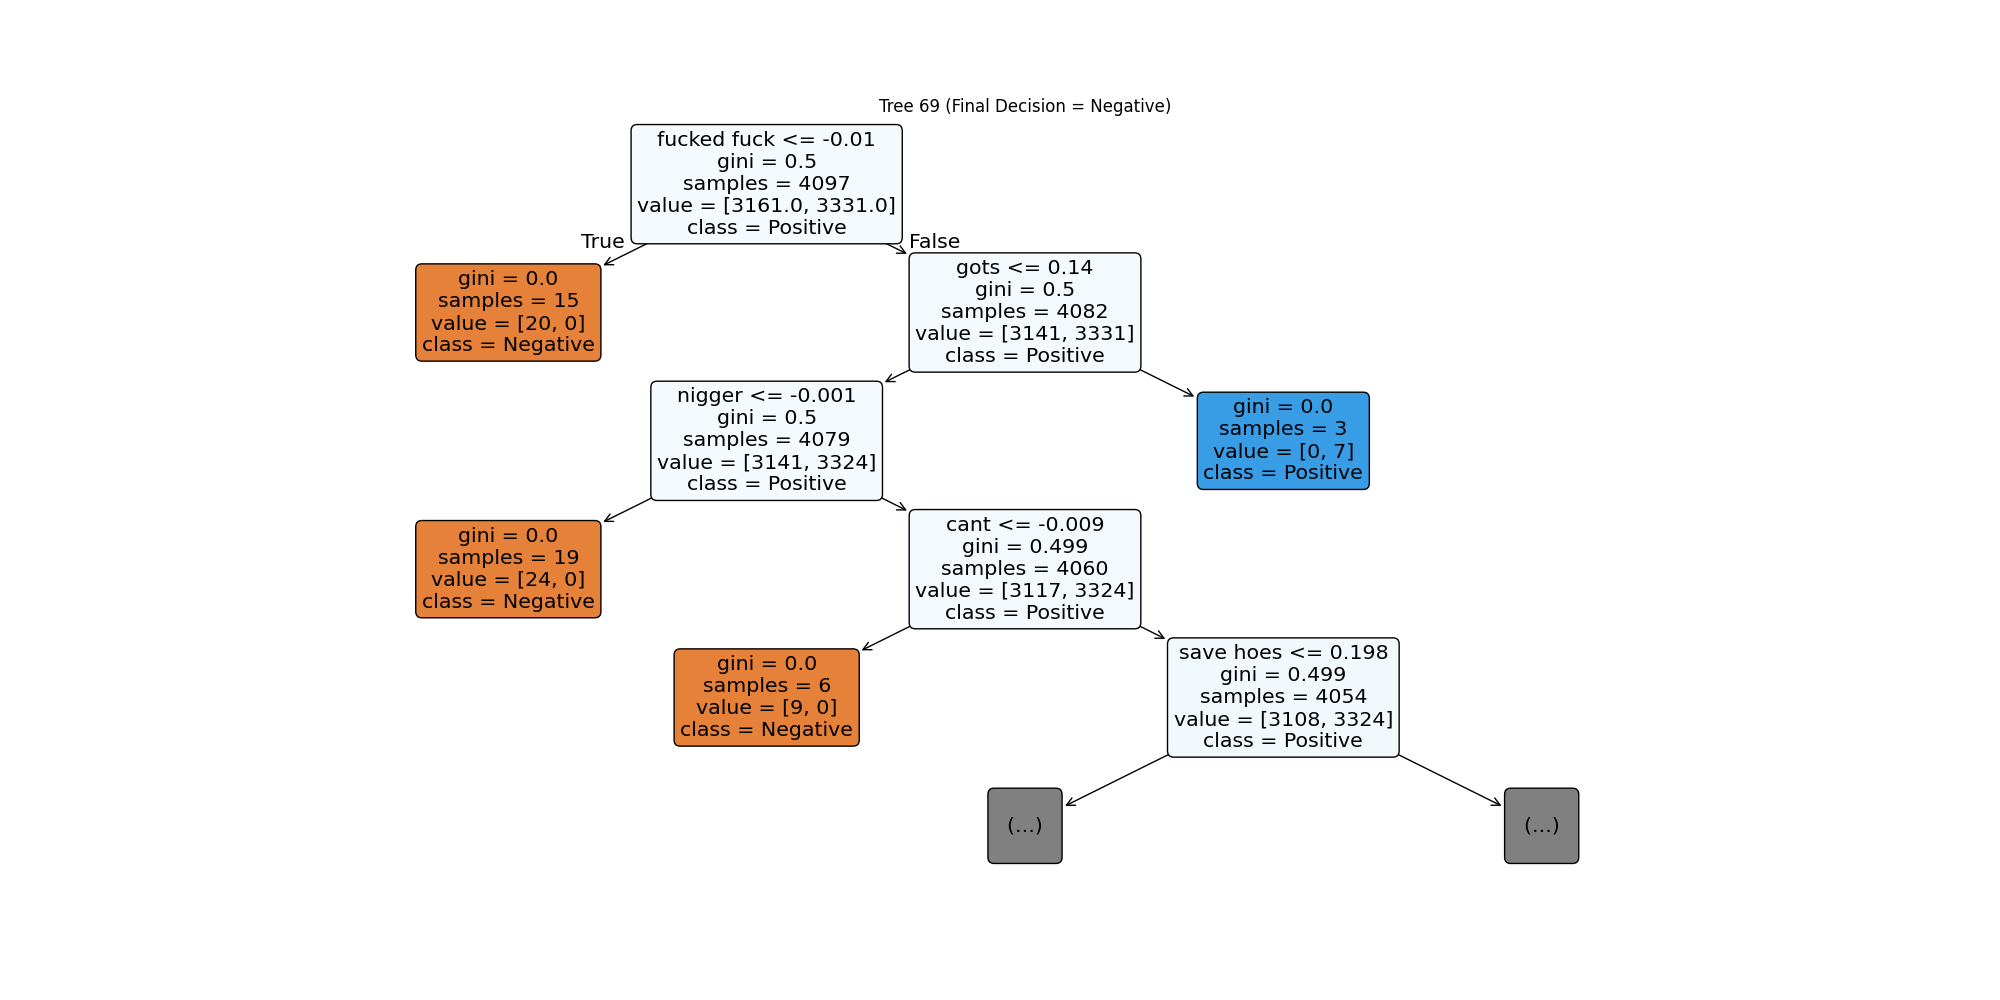 Tree 69 (Final Decision = Negative)
fucked fuck <= -0.01
gini = 0.5
samples = 4097
value = [3161.0, 3331.0]
class = Positive
True
False
gini = 0.0
samples = 15
value = [20, 0]
class = Negative
gots <= 0.14
gini = 0.5
samples = 4082
value = [3141, 3331]
class = Positive
nigger <= -0.001
gini = 0.5
samples = 4079
value = [3141, 3324]
class = Positive
gini = 0.0
samples = 3
value = [0, 7]
class = Positive
gini = 0.0
samples = 19
value = [24, 0]
class = Negative
cant <= -0.009
gini = 0.499
samples = 4060
value = [3117, 3324]
class = Positive
gini = 0.0
samples = 6
value = [9, 0]
class = Negative
save hoes <= 0.198
gini = 0.499
samples = 4054
value = [3108, 3324]
class = Positive
(...)
(...)